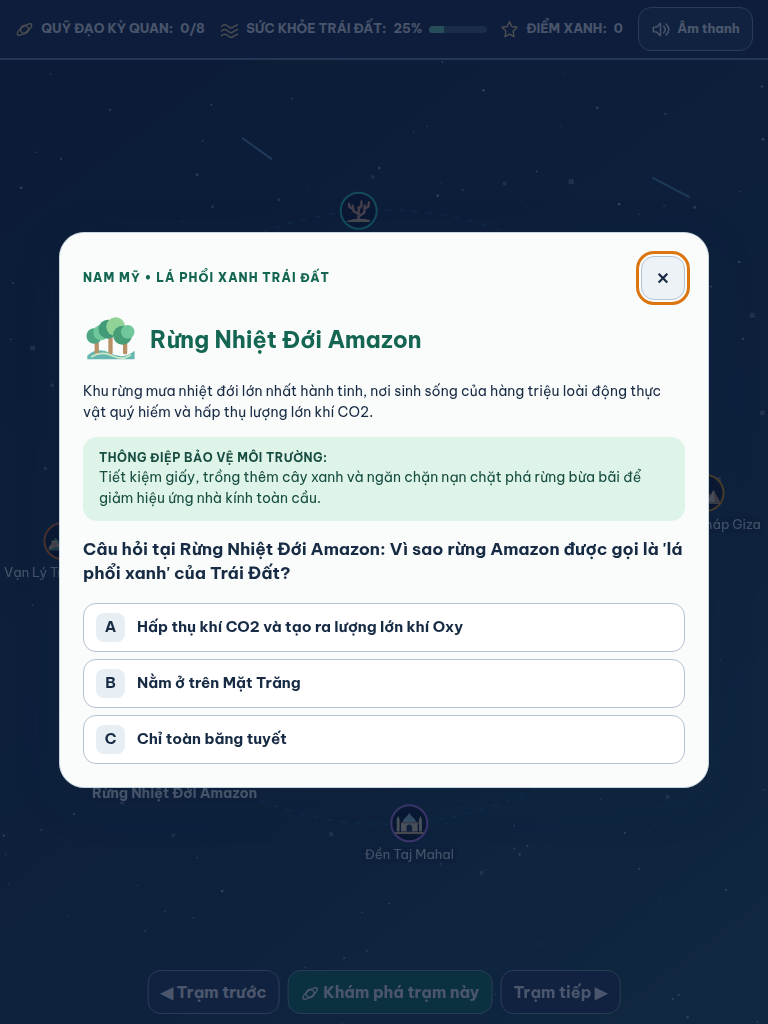 QUỸ ĐẠO KỲ QUAN: 0/8 SỨC KHỎE TRÁI ĐẤT: 25% ĐIỂM XANH: 0 Âm thanh
NAM MỸ • LÁ PHỔI XANH TRÁI ĐẤT
×
Rừng Nhiệt Đới Amazon
Khu rừng mưa nhiệt đới lớn nhất hành tinh, nơi sinh sống của hàng triệu loài động thực
vật quý hiếm và hấp thụ lượng lớn khí CO2.
THÔNG ĐIỆP BẢO VỆ MÔI TRƯỜNG:
Tiết kiệm giấy, trồng thêm cây xanh và ngăn chặn nạn chặt phá rừng bừa bãi để
giảm hiệu ứng nhà kính toàn cầu.
Câu hỏi tại Rừng Nhiệt Đới Amazon: Vì sao rừng Amazon được gọi là 'lá
phổi xanh' của Trái Đất?
A Hấp thụ khí CO2 và tạo ra lượng lớn khí Oxy
B Nằm ở trên Mặt Trăng
C Chỉ toàn băng tuyết
Vạn Lý
Giza
Rừng Nhiệt Đới Amazon
Đền Taj Mahal
◀ Trạm trước Khám phá trạm này Trạm tiếp ▶